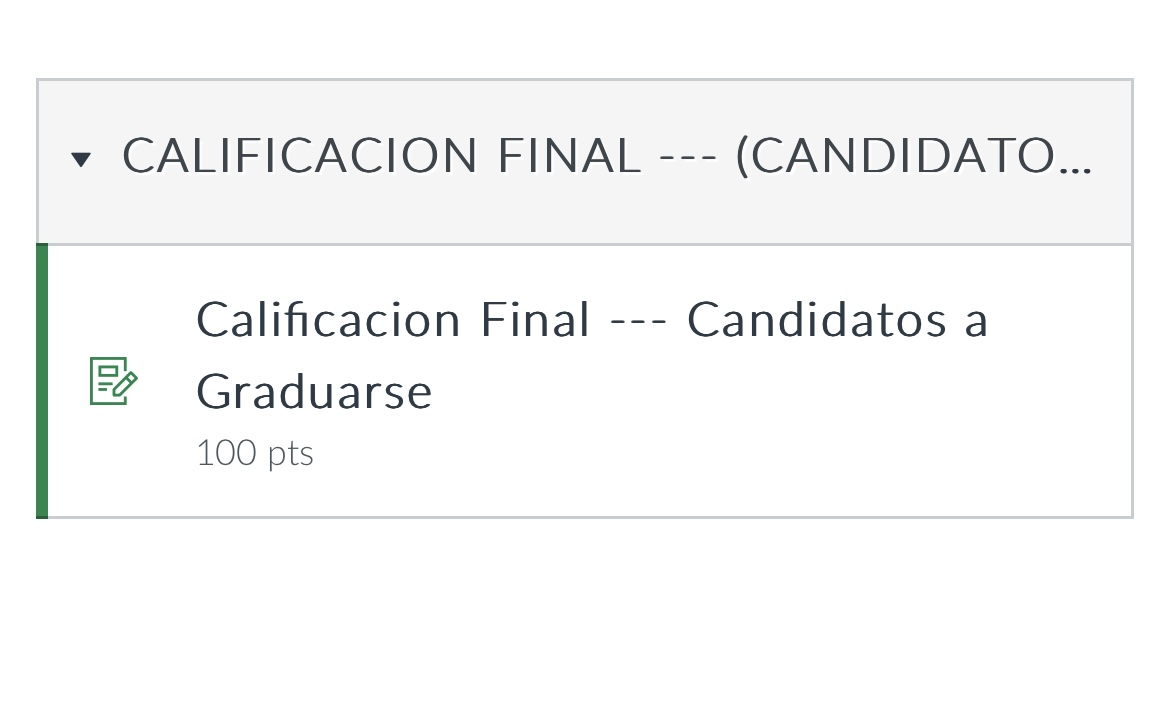 CALIFICACION FINAL --- (CANDIDATO...
Calificacion Final --- Candidatos a
Graduarse
100 pts